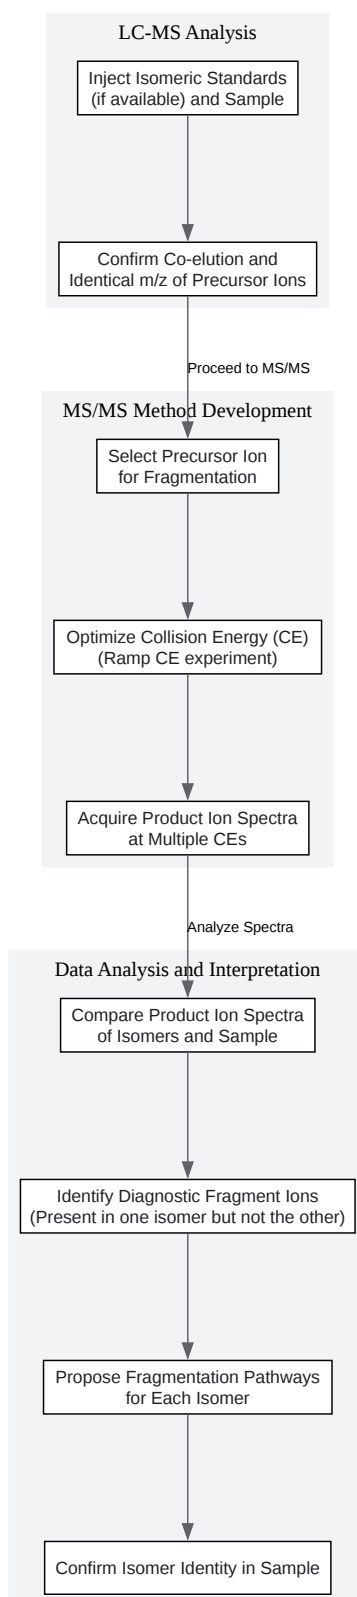 LC-MS Analysis
Inject Isomeric Standards
(if available) and Sample
Confirm Co-elution and
Identical m/z of Precursor Ions
Proceed to MS/MS
MS/MS Method Development
Select Precursor Ion
for Fragmentation
Optimize Collision Energy (CE)
(Ramp CE experiment)
Acquire Product Ion Spectra
at Multiple CEs
Analyze Spectra
Data Analysis and Interpretation
Compare Product Ion Spectra
of Isomers and Sample
Identify Diagnostic Fragment Ions
(Present in one isomer but not the other)
Propose Fragmentation Pathways
for Each Isomer
Confirm Isomer Identity in Sample